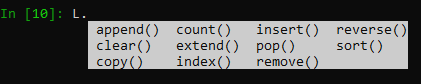 In [10]: L.
append() count() insert() reverse()
clear() extend() pop() sort()
copy() index() remove()